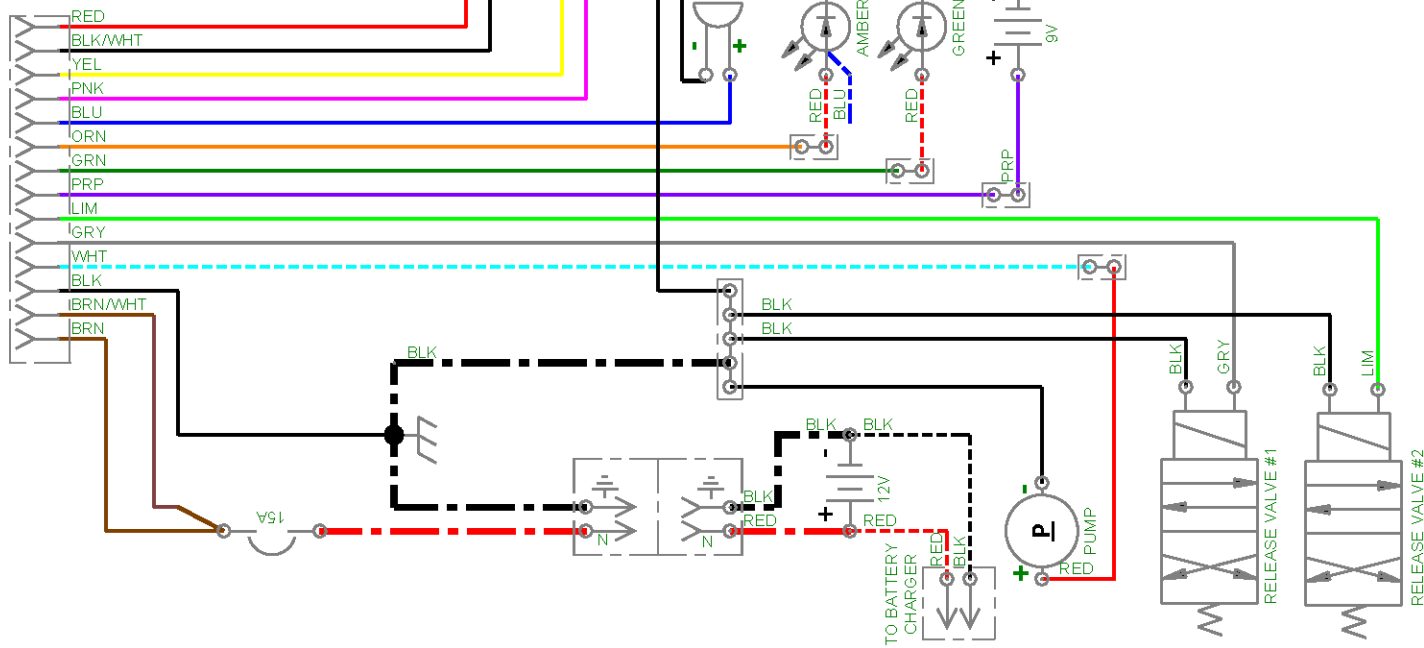 RED
BLK/WHT
YEL
PNK
BLU
ORN
GRN
PRP
LIM
GRY
WHT
BLK
BRN/WHT
BRN
-
+
AMBER
GREEN
9V
+
RED
BLU
RED
PRP
BLK
BLK
BLK
BLK
GRY
BLK
LIM
15A
N
N
BLK
RED
BLK
BLK
-
12V
+
RED
RED
BLK
TO BATTERY
CHARGER
-
P
+
PUMP
RED
RELEASE VALVE #1
RELEASE VALVE #2